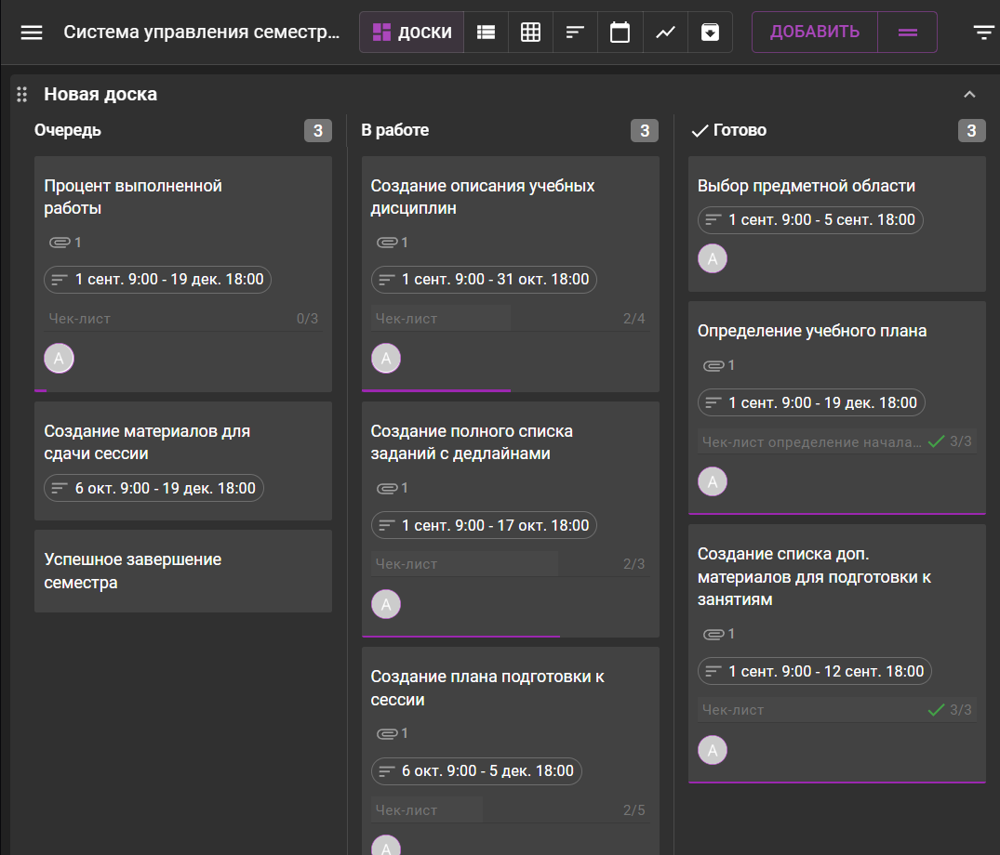 Система управления семестр...
ДОСКИ
ДОБАВИТЬ
Новая доска
Очередь
3
Процент выполненной
работы
1
1 сент. 9:00 - 19 дек. 18:00
Чек-лист 0/3
A
Создание материалов для
сдачи сессии
6 окт. 9:00 - 19 дек. 18:00
Успешное завершение
семестра
В работе
3
Создание описания учебных
дисциплин
1
1 сент. 9:00 - 31 окт. 18:00
Чек-лист 2/4
A
Создание полного списка
заданий с дедлайнами
1
1 сент. 9:00 - 17 окт. 18:00
Чек-лист 2/3
A
Создание плана подготовки к
сессии
1
6 окт. 9:00 - 5 дек. 18:00
Чек-лист 2/5
A
Готово
3
Выбор предметной области
1 сент. 9:00 - 5 сент. 18:00
A
Определение учебного плана
1
1 сент. 9:00 - 19 дек. 18:00
Чек-лист определение начала... 3/3
A
Создание списка доп.
материалов для подготовки к
занятиям
1
1 сент. 9:00 - 12 сент. 18:00
Чек-лист 3/3
A